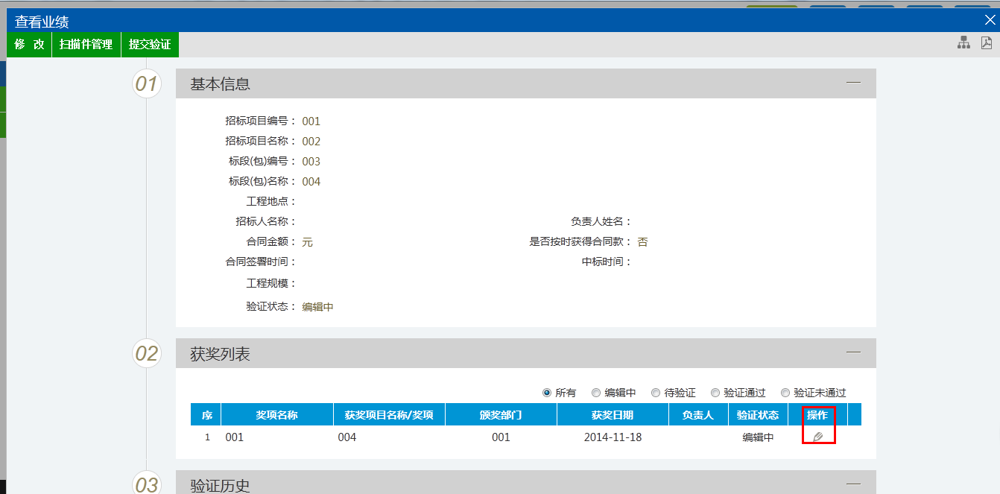 查看业绩
修 改 扫描件管理 提交验证
01 基本信息
招标项目编号： 001
招标项目名称： 002
标段(包)编号： 003
标段(包)名称： 004
工程地点：
招标人名称： 负责人姓名：
合同金额： 元 是否按时获得合同款： 否
合同签署时间： 中标时间：
工程规模：
验证状态： 编辑中
02 获奖列表
所有 编辑中 待验证 验证通过 验证未通过
序 奖项名称 获奖项目名称/奖项 颁奖部门 获奖日期 负责人 验证状态 操作
1 001 004 001 2014-11-18 编辑中
03 验证历史